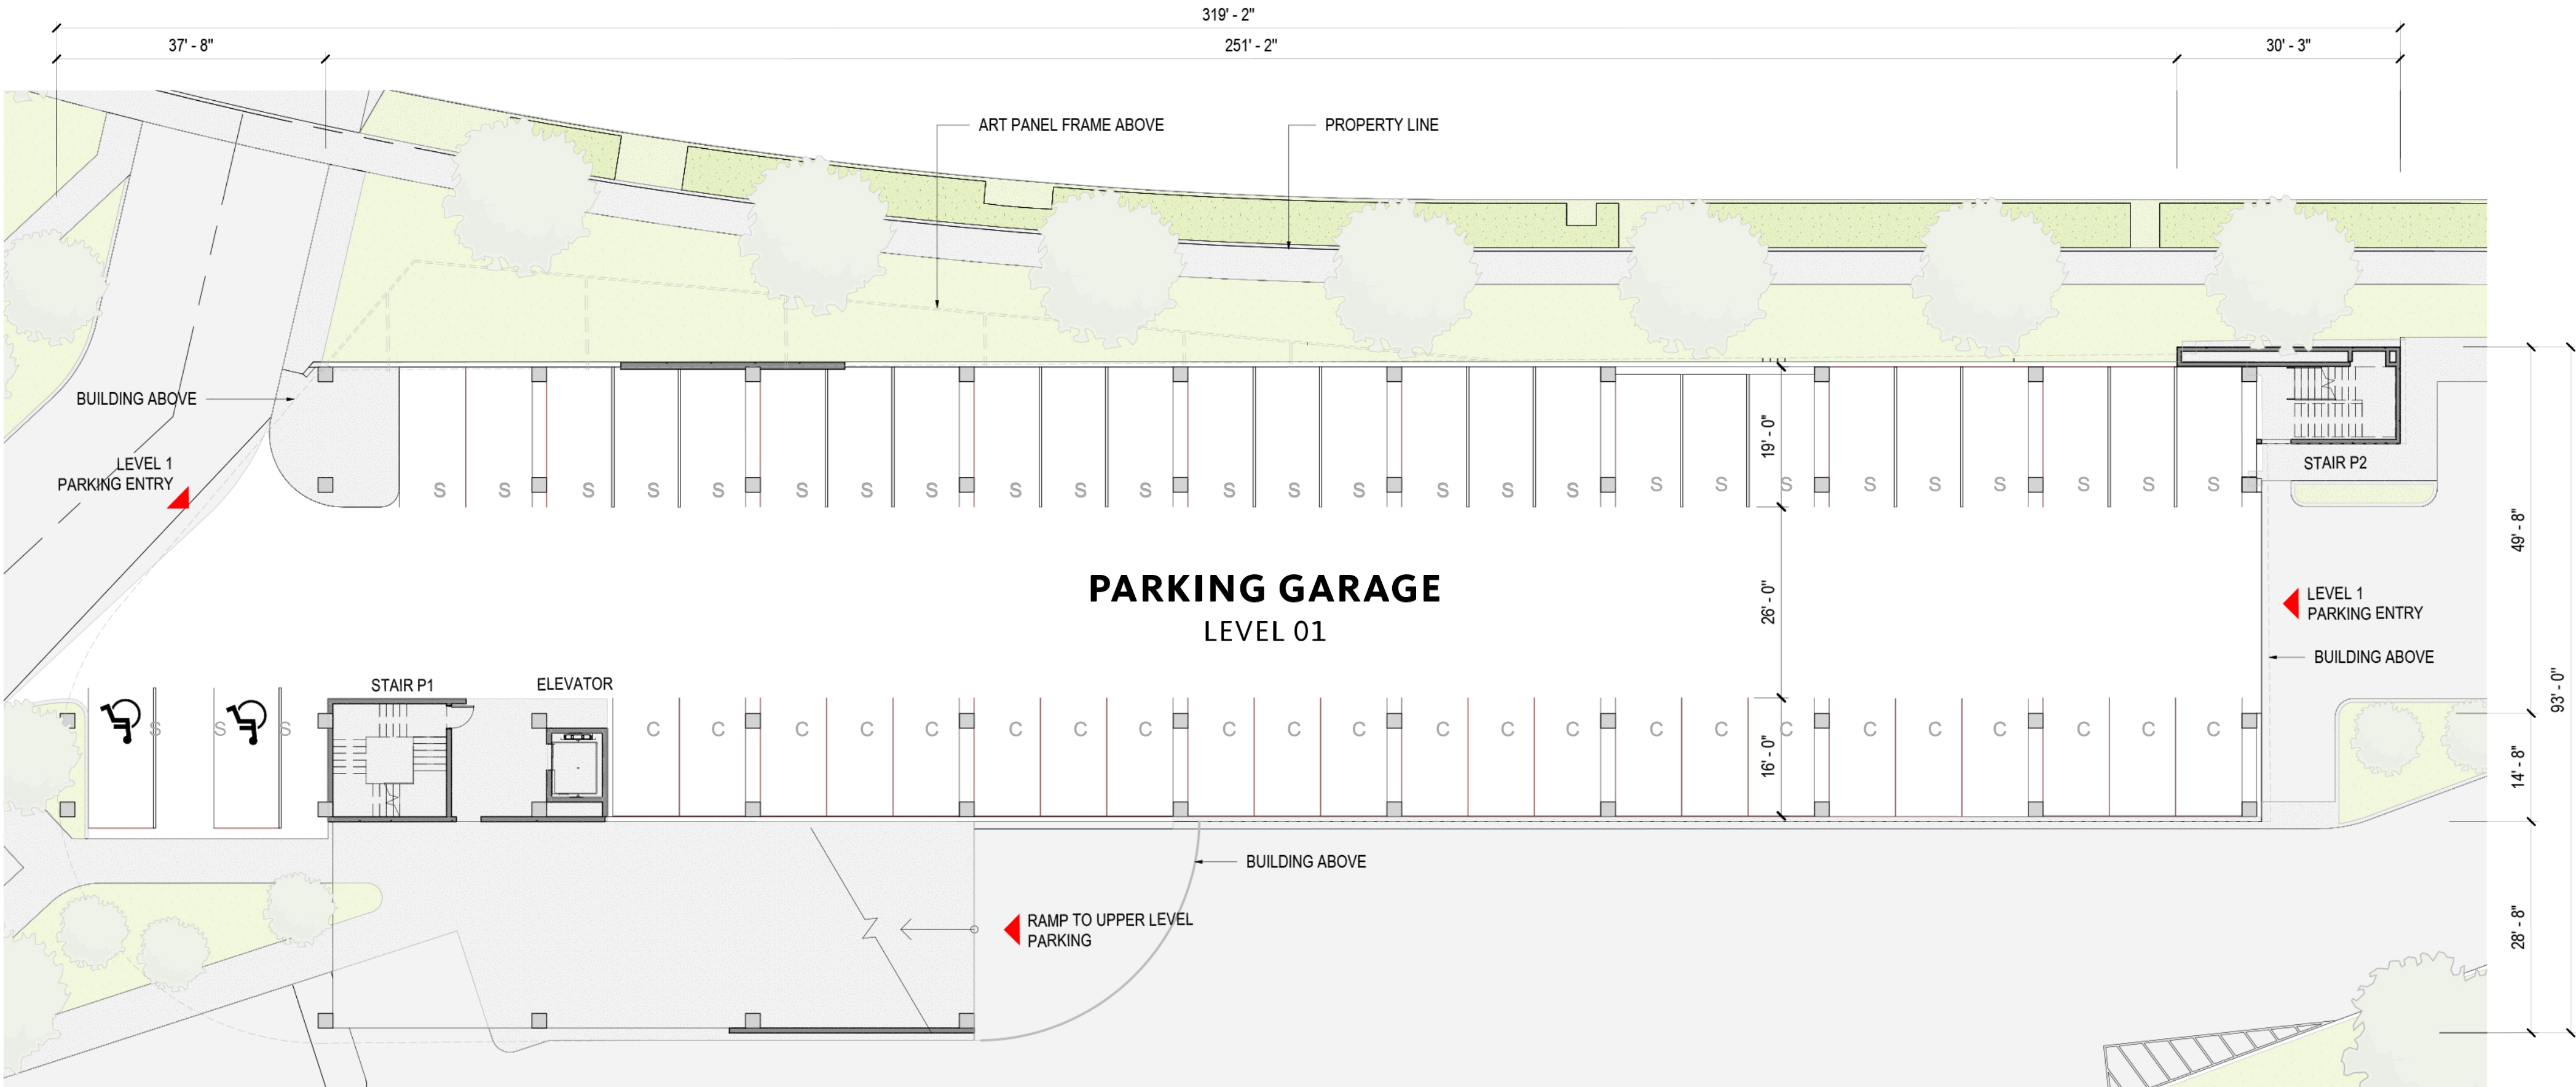 319' - 2"
37' - 8"
251' - 2"
30' - 3"
ART PANEL FRAME ABOVE
PROPERTY LINE
BUILDING ABOVE
LEVEL 1
PARKING ENTRY
19' - 0"
STAIR P2
S S S S S S S S S S S S S S S S S S S S S S S S S S
49' - 8"
PARKING GARAGE
LEVEL 01
26' - 0"
LEVEL 1
PARKING ENTRY
BUILDING ABOVE
93' - 0"
STAIR P1
ELEVATOR
S S S
C C C C C C C C C C C C C C C C C C C C C C C
16' - 0"
14' - 8"
BUILDING ABOVE
RAMP TO UPPER LEVEL
PARKING
28' - 8"